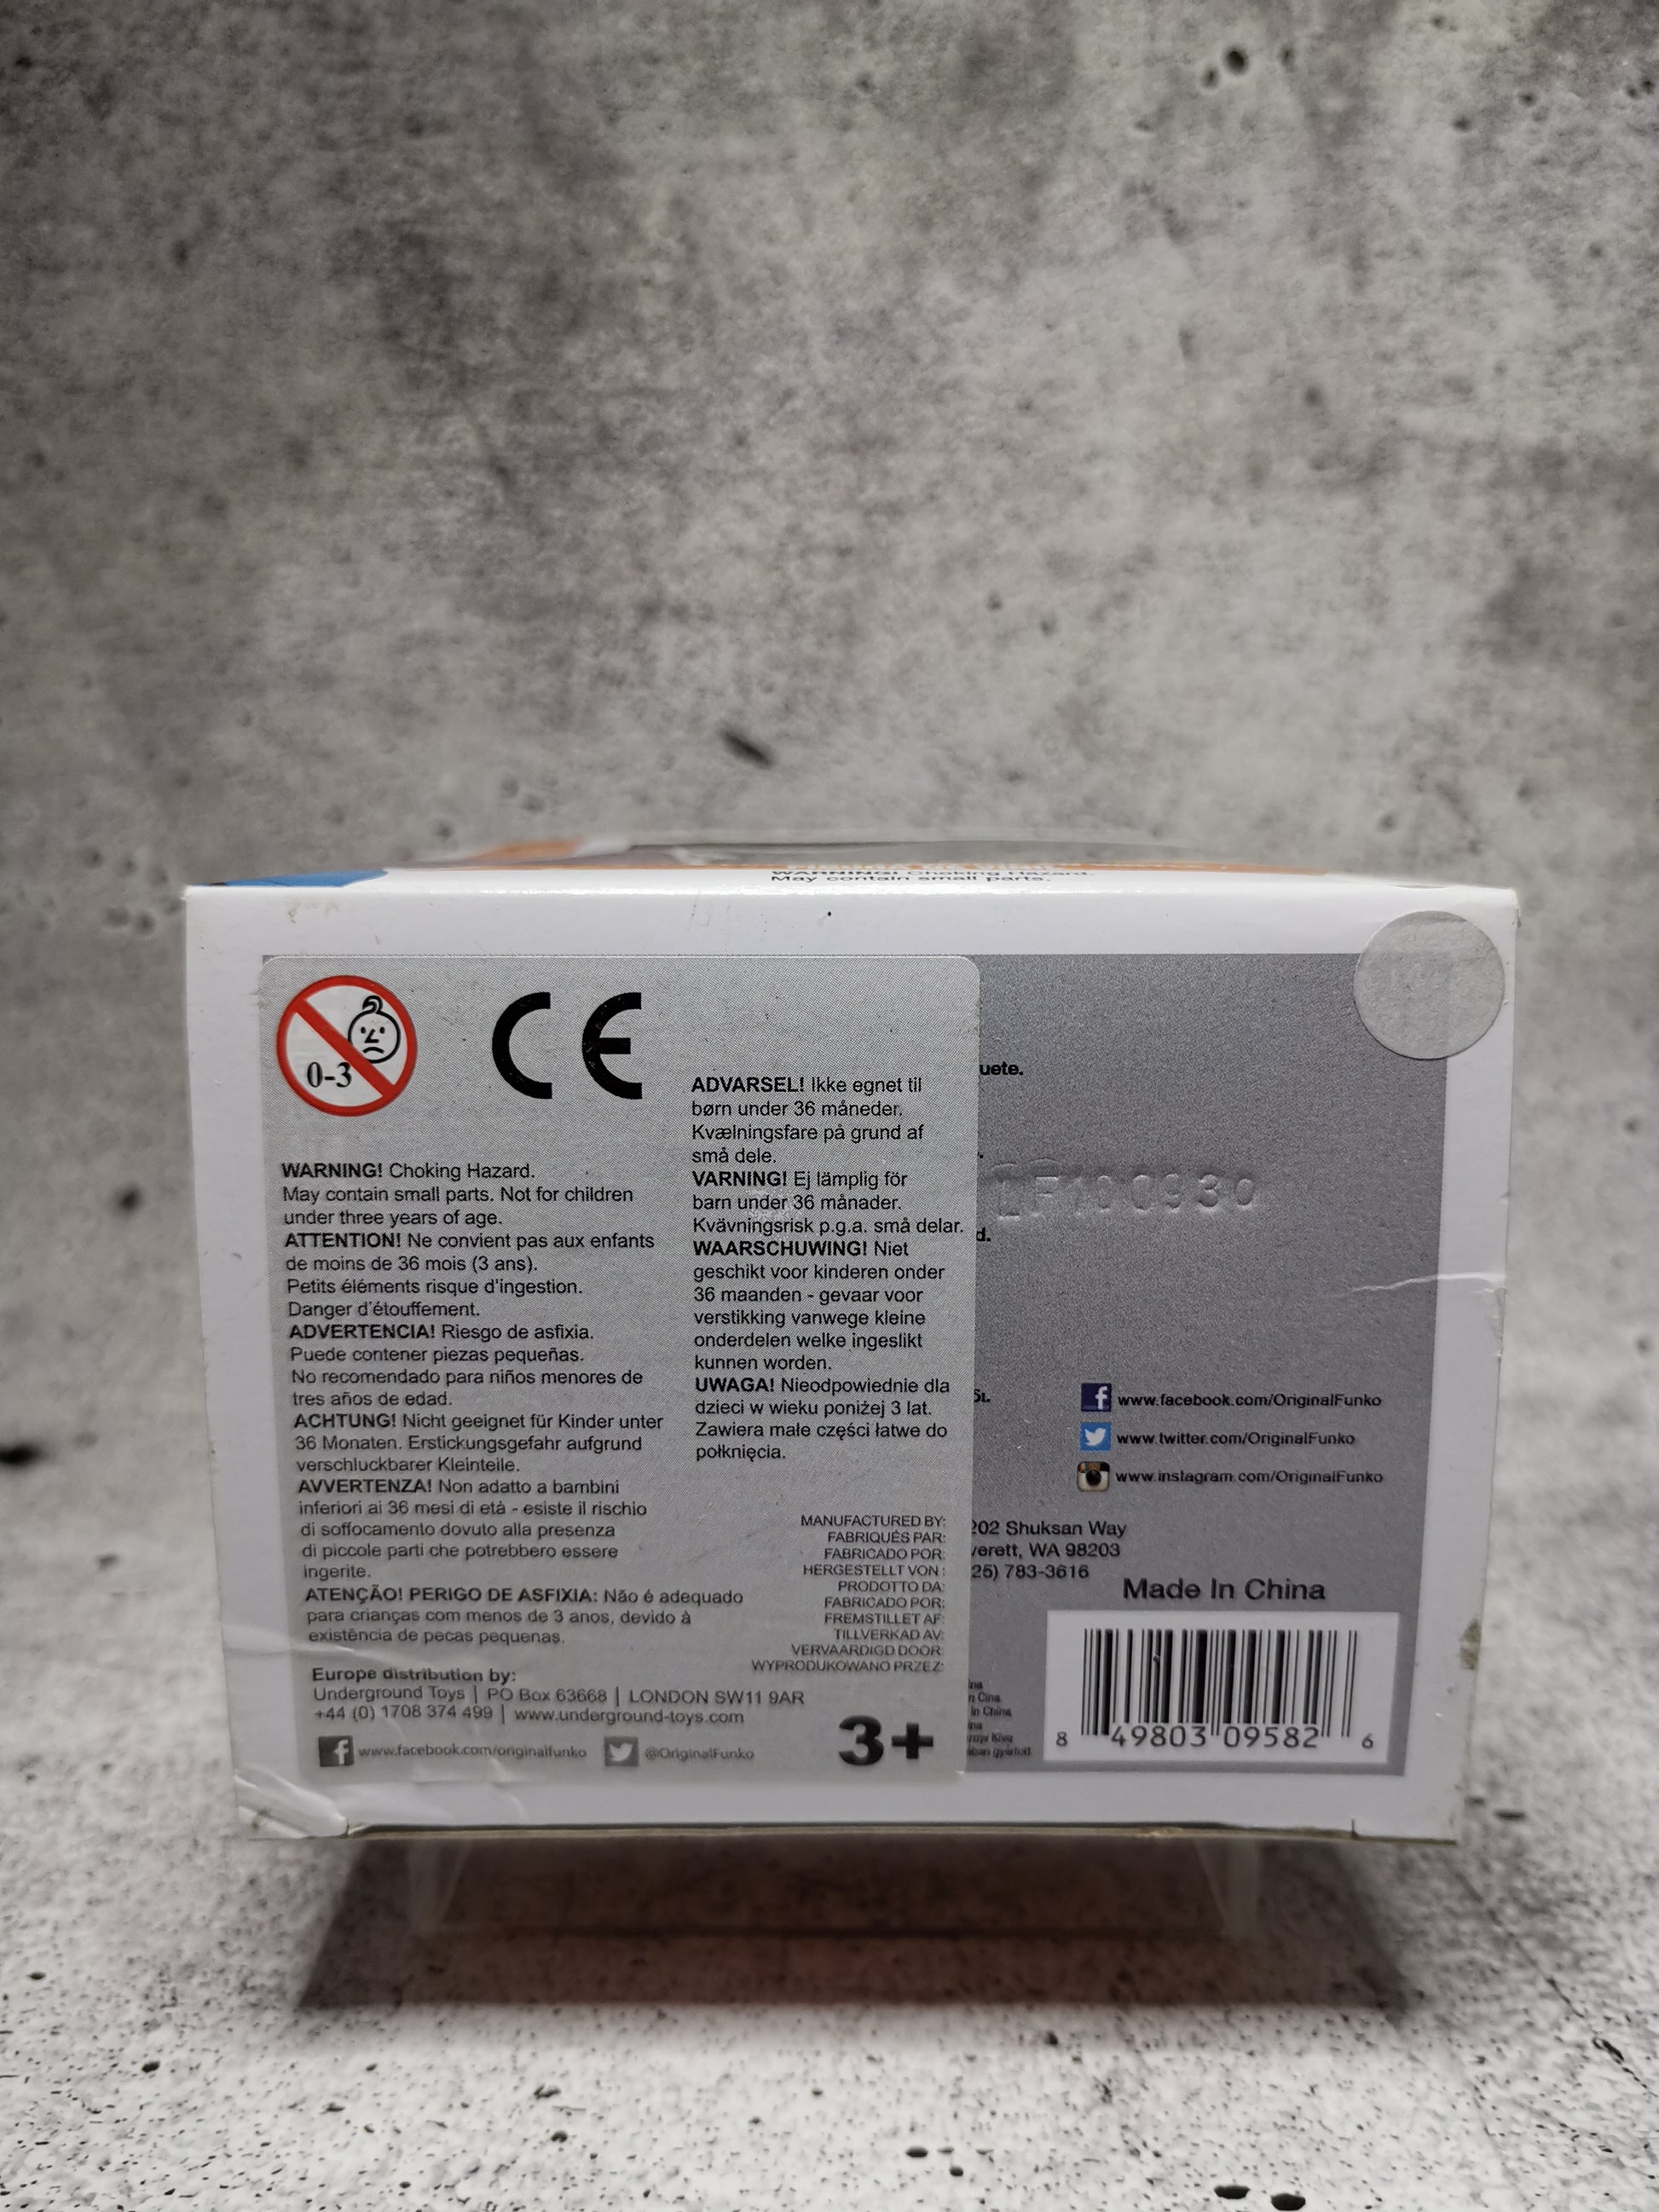 WARNING! Choking Hazard.
May contain small parts.
0-3
CE
WARNING! Choking Hazard.
May contain small parts. Not for children
under three years of age.
ATTENTION! Ne convient pas aux enfants
de moins de 36 mois (3 ans).
Petits éléments risque d'ingestion.
Danger d'étouffement.
ADVERTENCIA! Riesgo de asfixia.
Puede contener piezas pequeñas.
No recomendado para niños menores de
tres años de edad.
ACHTUNG! Nicht geeignet für Kinder unter
36 Monaten. Erstickungsgefahr aufgrund
verschluckbarer Kleinteile.
AVVERTENZA! Non adatto a bambini
inferiori ai 36 mesi di età - esiste il rischio
di soffocamento dovuto alla presenza
di piccole parti che potrebbero essere
ingerite.
ATENÇÃO! PERIGO DE ASFIXIA: Não é adequado
para crianças com menos de 3 anos, devido à
existência de pecas pequenas.
Europe distribution by:
Underground Toys | PO Box 63668 | LONDON SW11 9AR
+44 (0) 1708 374 499 | www.underground-toys.com
www.facebook.com/originalfunko @OriginalFunko
ADVARSEL! Ikke egnet til
børn under 36 måneder.
Kvælningsfare på grund af
små dele.
VARNING! Ej lämplig för
barn under 36 månader.
Kvävningsrisk p.g.a. små delar.
WAARSCHUWING! Niet
geschikt voor kinderen onder
36 maanden - gevaar voor
verstikking vanwege kleine
onderdelen welke ingeslikt
kunnen worden.
UWAGA! Nieodpowiednie dla
dzieci w wieku poniżej 3 lat.
Zawiera małe części łatwe do
połknięcia.
MANUFACTURED BY:
FABRIQUÉS PAR:
FABRICADO POR:
HERGESTELLT VON :
PRODOTTO DA:
FABRICADO POR:
FREMSTILLET AF:
TILLVERKAD AV:
VERVAARDIGD DOOR:
WYPRODUKOWANO PRZEZ:
3+
uete.
LF100930
d.
www.facebook.com/OriginalFunko
www.twitter.com/OriginalFunko
www.instagram.com/OriginalFunko
202 Shuksan Way
verett, WA 98203
25) 783-3616
Made In China
n Cina
in China
8 49803 09582 6